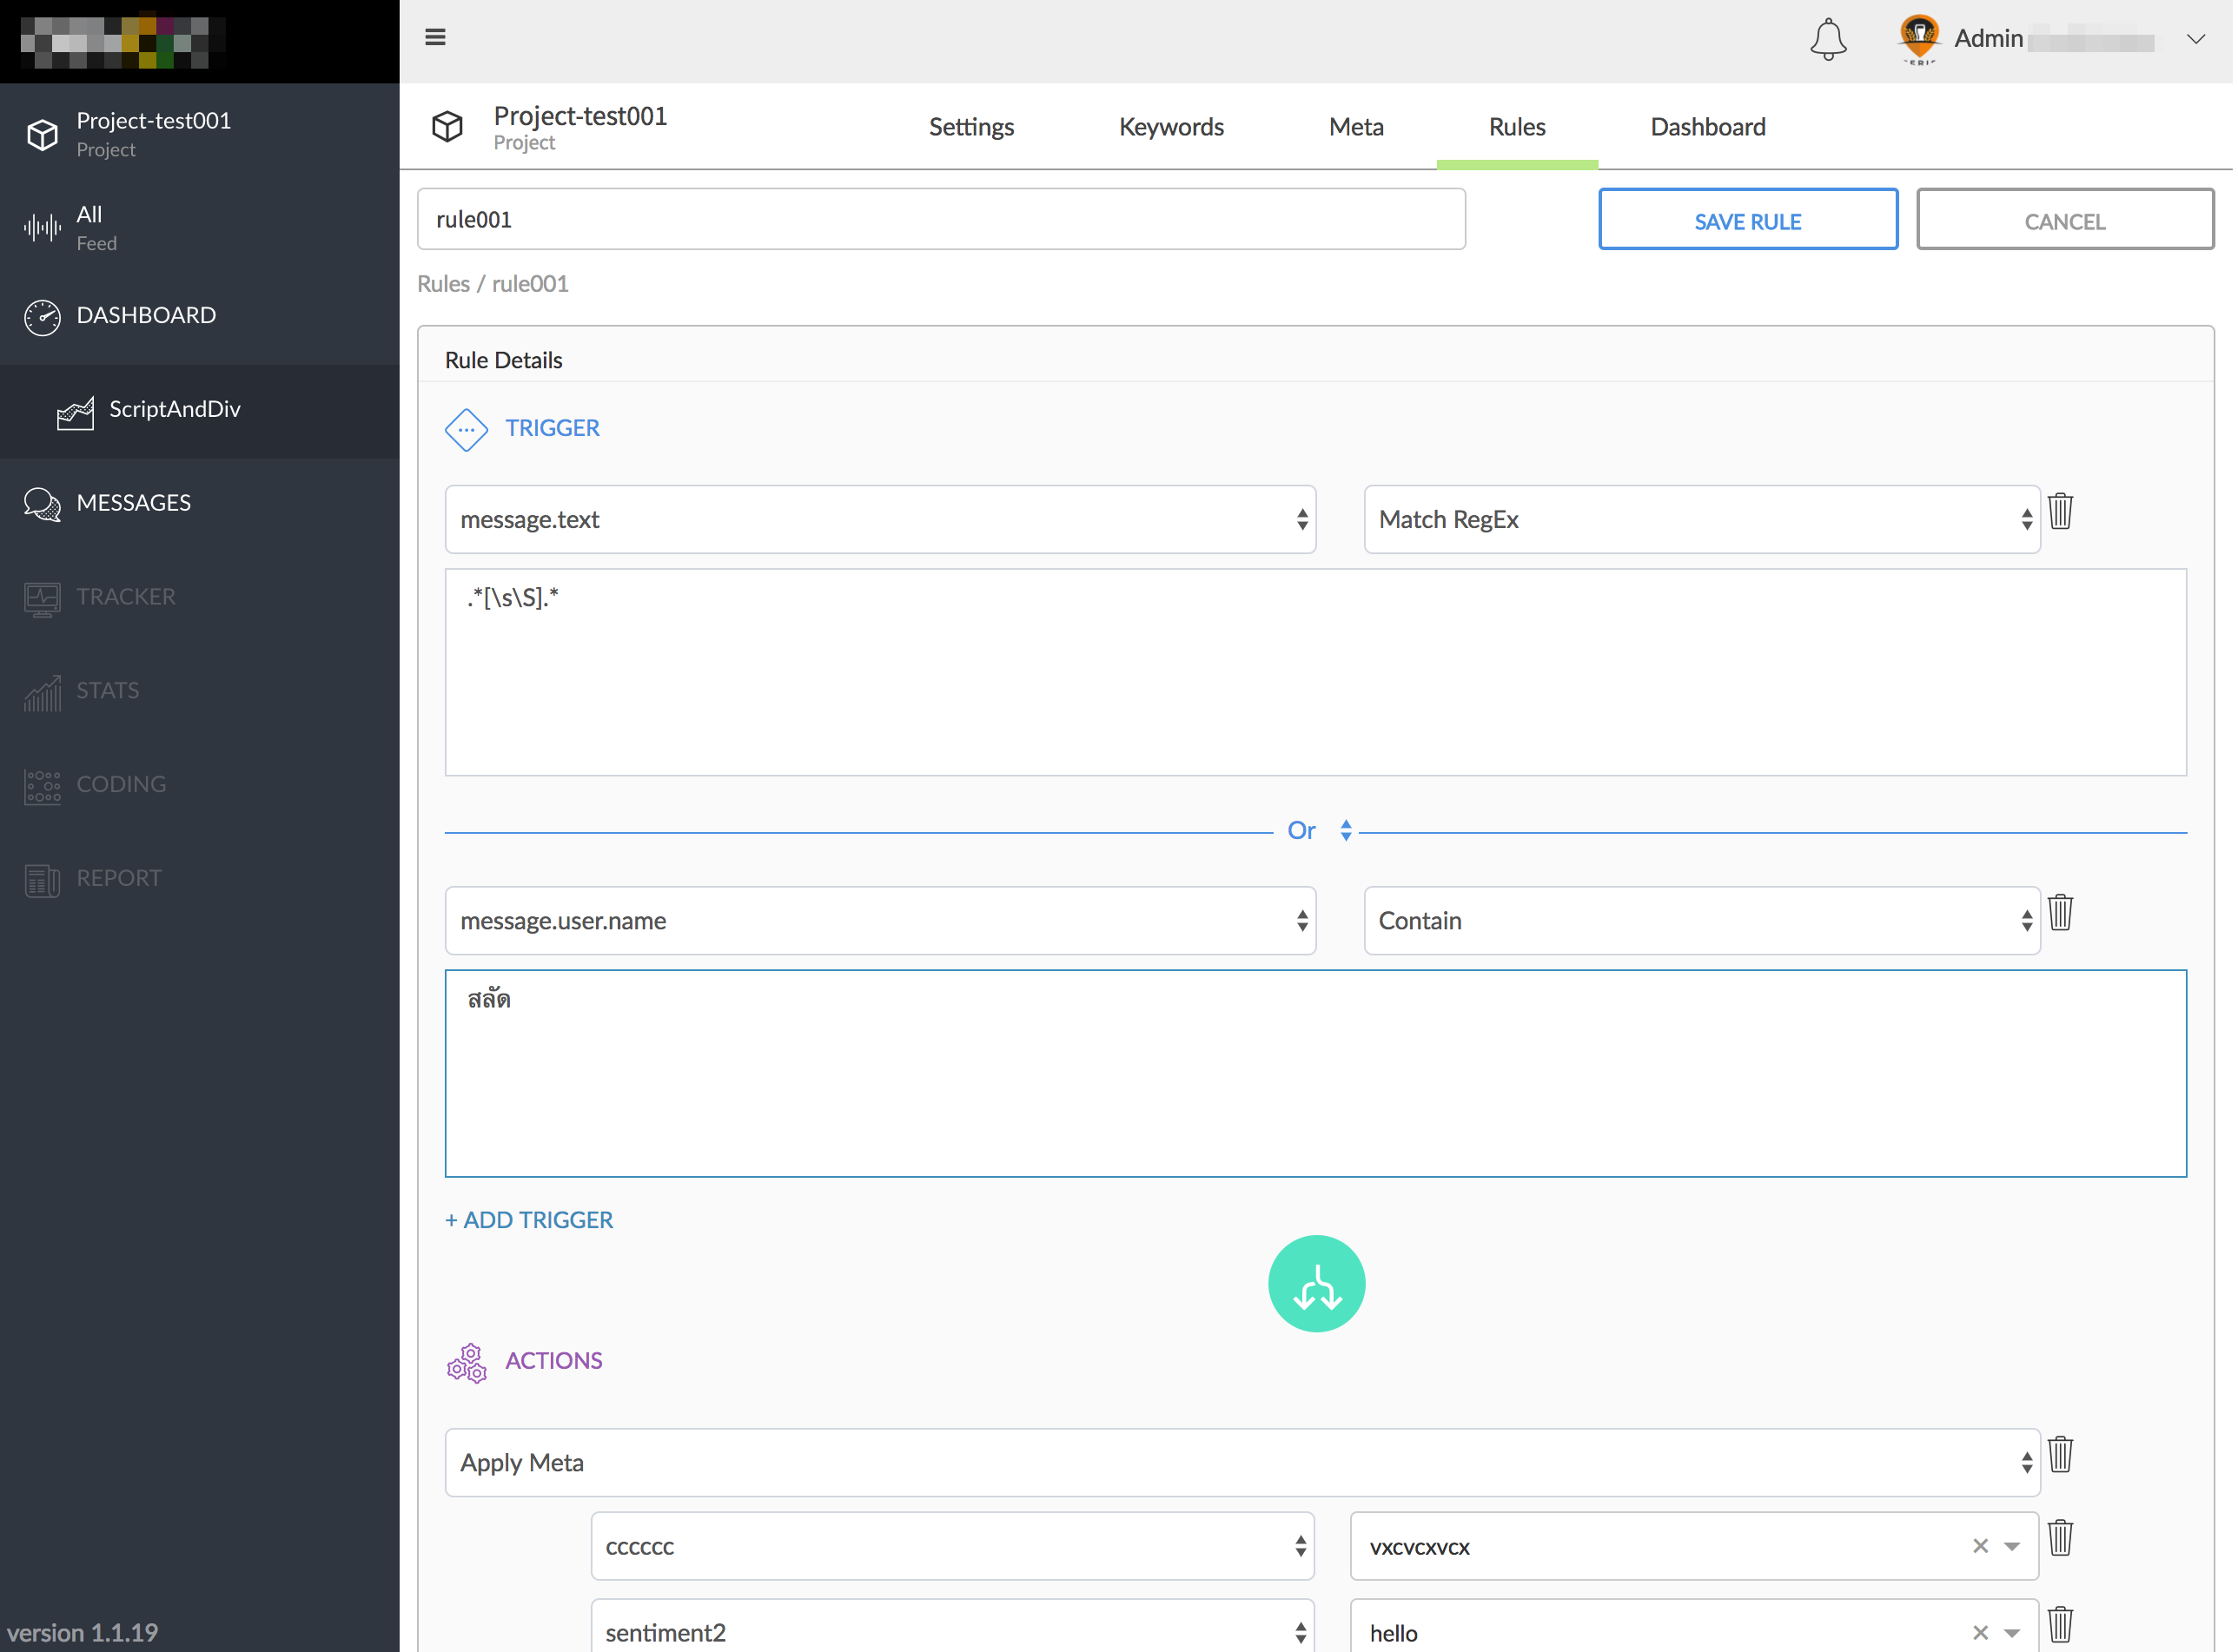 Admin
Project-test001
Project
All
Feed
DASHBOARD
ScriptAndDiv
MESSAGES
TRACKER
STATS
CODING
REPORT
version 1.1.19
Project-test001
Project
Settings
Keywords
Meta
Rules
Dashboard
rule001
SAVE RULE
CANCEL
Rules / rule001
Rule Details
TRIGGER
message.text
Match RegEx
.*[\s\S].*
Or
message.user.name
Contain
สลัด
+ ADD TRIGGER
ACTIONS
Apply Meta
cccccc
vxcvcxvcx
sentiment2
hello